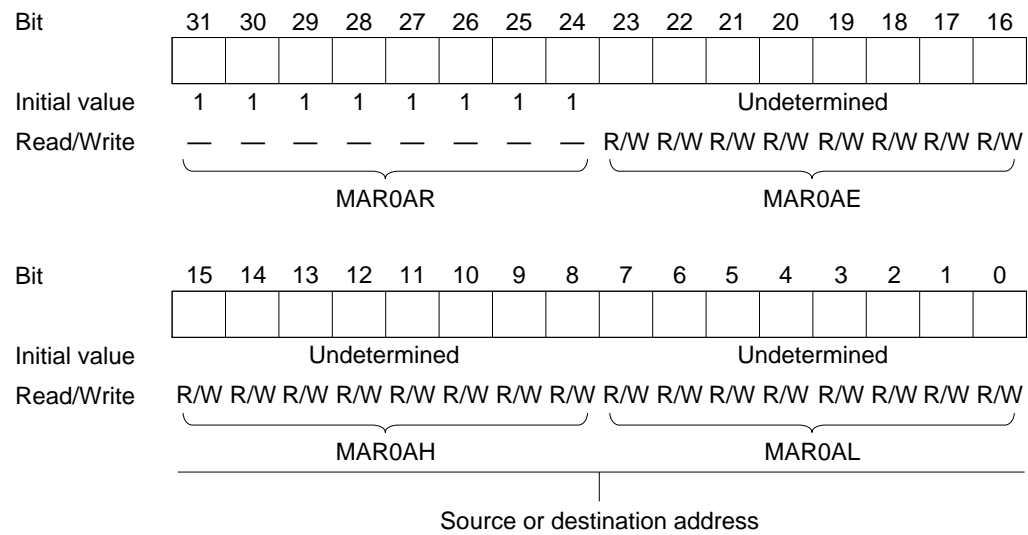 Bit 31 30 29 28 27 26 25 24 23 22 21 20 19 18 17 16
Initial value 1 1 1 1 1 1 1 1 Undetermined
Read/Write — — — — — — — — R/W R/W R/W R/W R/W R/W R/W R/W
MAR0AR MAR0AE
Bit 15 14 13 12 11 10 9 8 7 6 5 4 3 2 1 0
Initial value Undetermined Undetermined
Read/Write R/W R/W R/W R/W R/W R/W R/W R/W R/W R/W R/W R/W R/W R/W R/W R/W
MAR0AH MAR0AL
Source or destination address